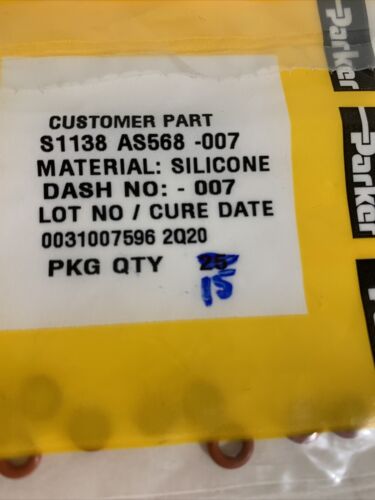 CUSTOMER PART
S1138 AS568 -007
MATERIAL: SILICONE
DASH NO: - 007
LOT NO / CURE DATE
0031007596 2Q20
PKG QTY 25
15
Parker
Parker